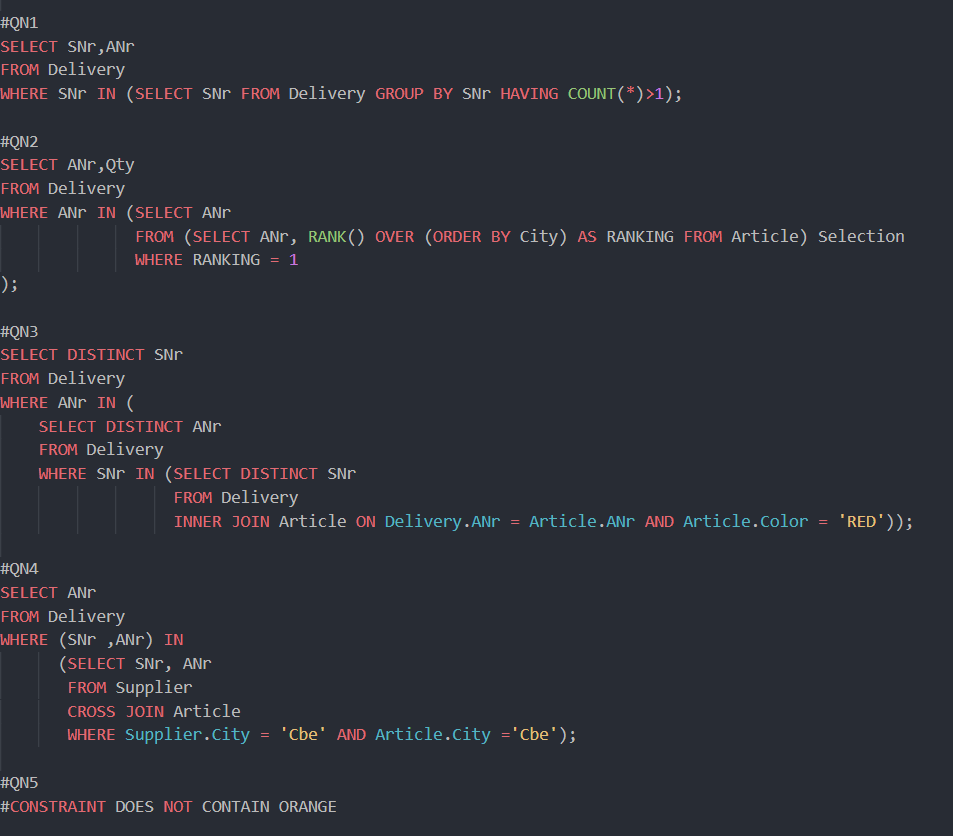 #QN1
SELECT SNr,ANr
FROM Delivery
WHERE SNr IN (SELECT SNr FROM Delivery GROUP BY SNr HAVING COUNT(*)>1);
#QN2
SELECT ANr,Qty
FROM Delivery
WHERE ANr IN (SELECT ANr
FROM (SELECT ANr, RANK() OVER (ORDER BY City) AS RANKING FROM Article) Selection
WHERE RANKING = 1
);
#QN3
SELECT DISTINCT SNr
FROM Delivery
WHERE ANr IN (
SELECT DISTINCT ANr
FROM Delivery
WHERE SNr IN (SELECT DISTINCT SNr
FROM Delivery
INNER JOIN Article ON Delivery.ANr = Article.ANr AND Article.Color = 'RED'));
#QN4
SELECT ANr
FROM Delivery
WHERE (SNr ,ANr) IN
(SELECT SNr, ANr
FROM Supplier
CROSS JOIN Article
WHERE Supplier.City = 'Cbe' AND Article.City ='Cbe');
#QN5
#CONSTRAINT DOES NOT CONTAIN ORANGE